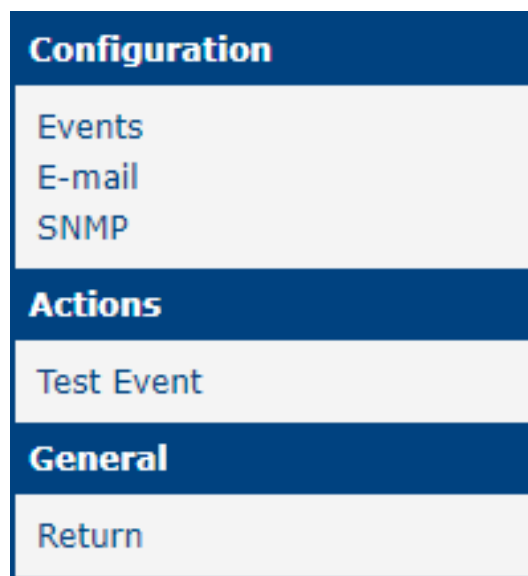 Configuration
Events
E-mail
SNMP
Actions
Test Event
General
Return